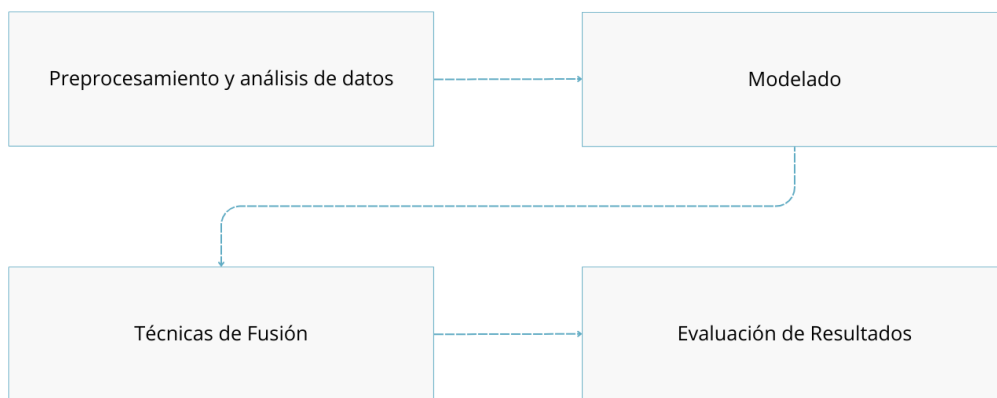 Preprocesamiento y análisis de datos
Modelado
Técnicas de Fusión
Evaluación de Resultados